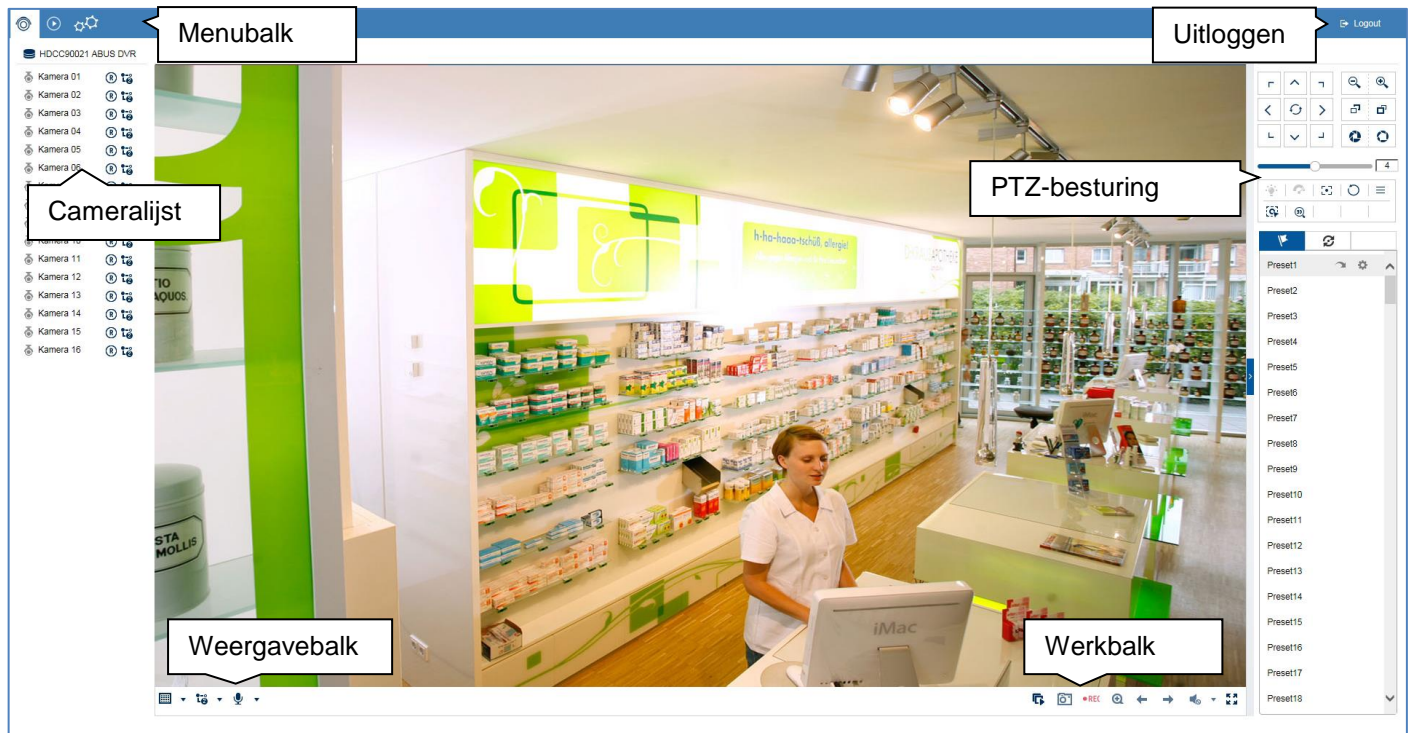 Menubalk
Uitloggen
Logout
HDCC90021 ABUS DVR
Kamera 01
Kamera 02
Kamera 03
Kamera 04
Kamera 05
Kamera 06
Cameralijst
Kamera 11
Kamera 12
Kamera 13
Kamera 14
Kamera 15
Kamera 16
h-ha-haaa-tschüß, allergie!
TIO
AQUOS.
STA
MOLLIS
iMac
PTZ-besturing
4
Preset1
Preset2
Preset3
Preset4
Preset5
Preset6
Preset7
Preset8
Preset9
Preset10
Preset11
Preset12
Preset13
Preset14
Preset15
Preset16
Preset17
Preset18
Weergavebalk
Werkbalk
REC